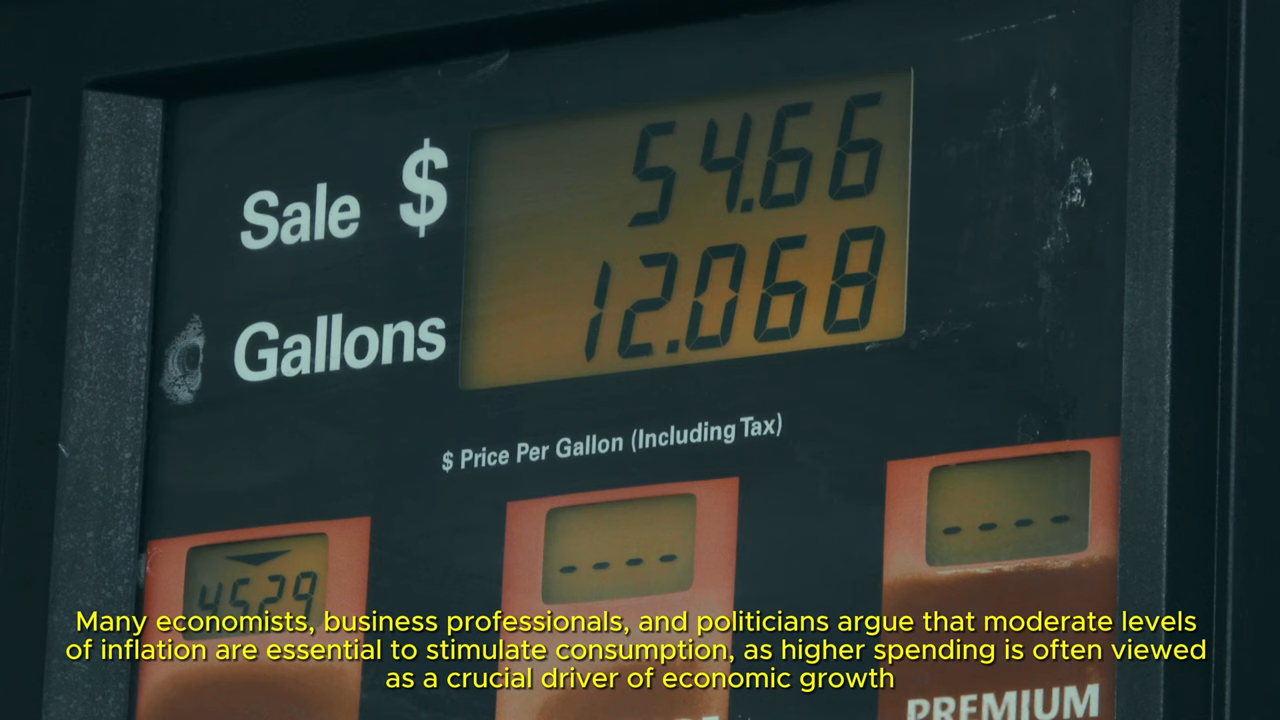 Sale $ 54.66
Gallons 12.068
$ Price Per Gallon (Including Tax)
4529
- - - -
- - - -
Many economists, business professionals, and politicians argue that moderate levels
of inflation are essential to stimulate consumption, as higher spending is often viewed
as a crucial driver of economic growth
PREMIUM